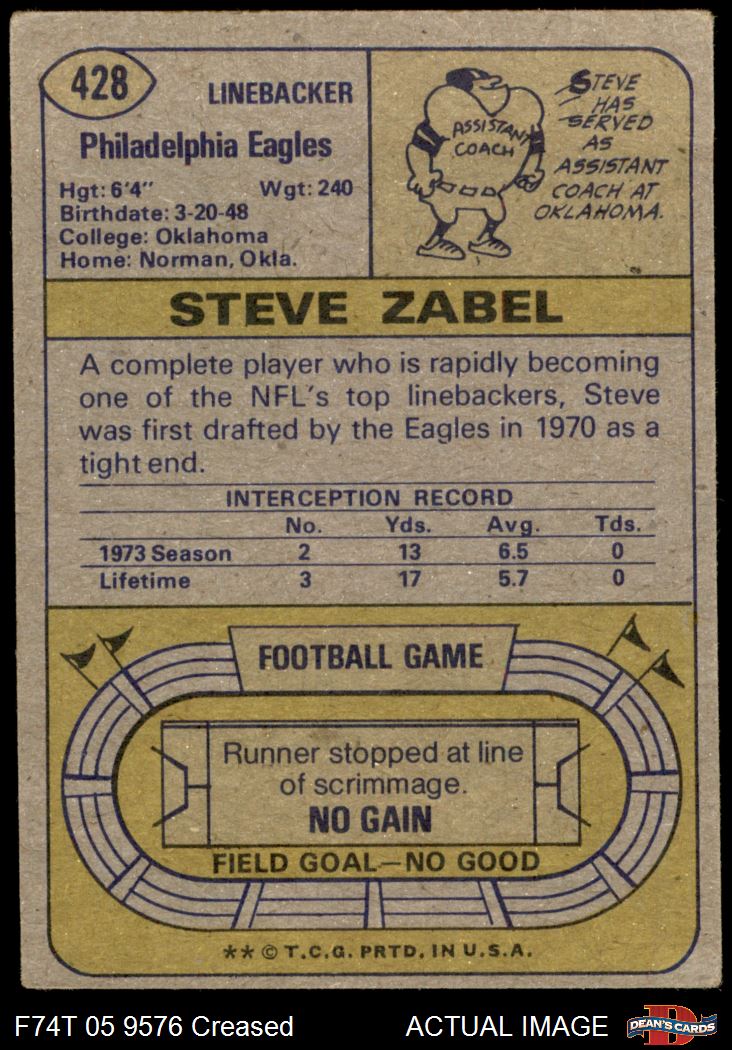 428
LINEBACKER
Philadelphia Eagles
Hgt: 6'4" Wgt: 240
Birthdate: 3-20-48
College: Oklahoma
Home: Norman, Okla.
ASSISTANT
COACH
STEVE
HAS
SERVED
AS
ASSISTANT
COACH AT
OKLAHOMA.
STEVE ZABEL
A complete player who is rapidly becoming
one of the NFL's top linebackers, Steve
was first drafted by the Eagles in 1970 as a
tight end.
INTERCEPTION RECORD
No. Yds. Avg. Tds.
1973 Season 2 13 6.5 0
Lifetime 3 17 5.7 0
FOOTBALL GAME
Runner stopped at line
of scrimmage.
NO GAIN
FIELD GOAL—NO GOOD
** © T.C.G. PRTD. IN U.S.A.
F74T 05 9576 Creased ACTUAL IMAGE
D
DEAN'S CARDS